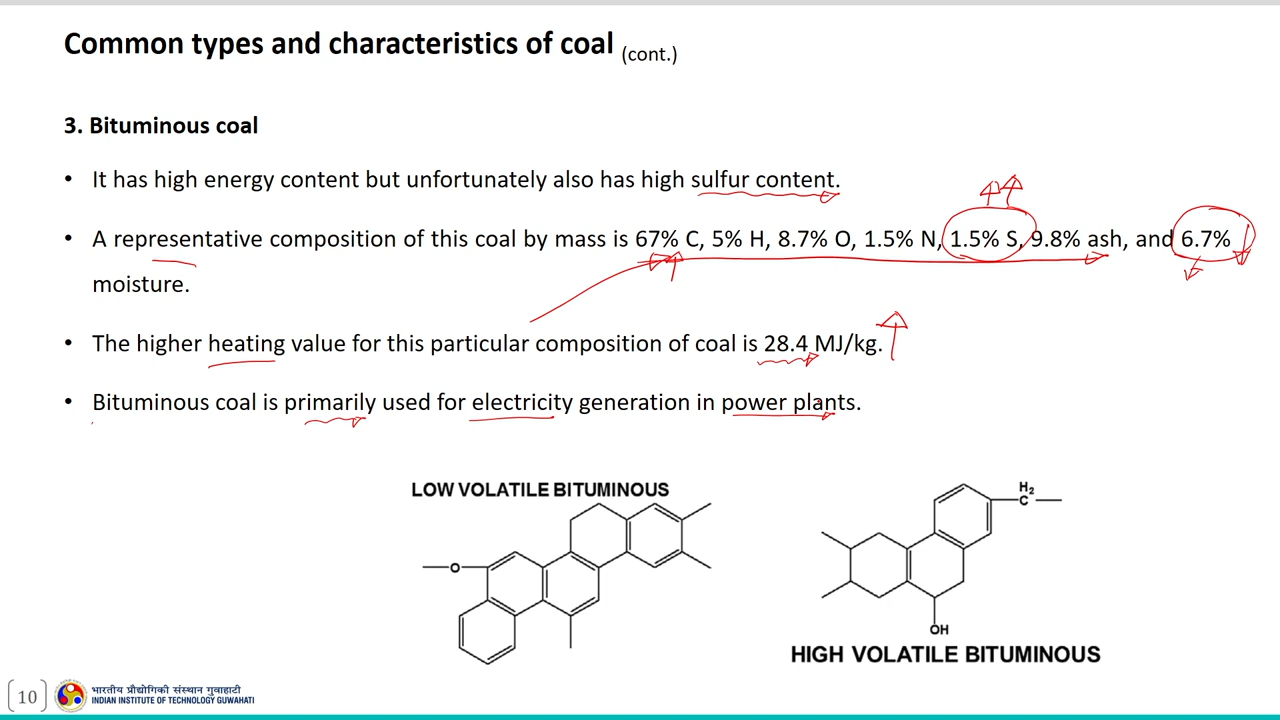 Common types and characteristics of coal (cont.)
3. Bituminous coal
• It has high energy content but unfortunately also has high sulfur content.
• A representative composition of this coal by mass is 67% C, 5% H, 8.7% O, 1.5% N, 1.5% S, 9.8% ash, and 6.7%
moisture.
• The higher heating value for this particular composition of coal is 28.4 MJ/kg.
• Bituminous coal is primarily used for electricity generation in power plants.
LOW VOLATILE BITUMINOUS
H2
C
O
OH
HIGH VOLATILE BITUMINOUS
10
भारतीय प्रौद्योगिकी संस्थान गुवाहाटी
INDIAN INSTITUTE OF TECHNOLOGY GUWAHATI